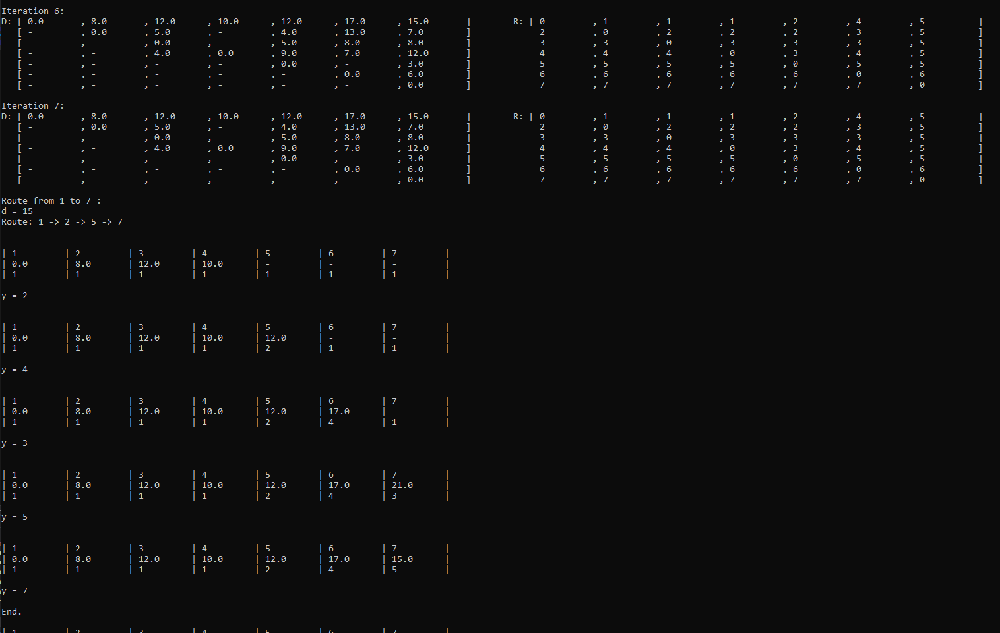 Iteration 6:
D: [ 0.0 , 8.0 , 12.0 , 10.0 , 12.0 , 17.0 , 15.0 ] R: [ 0 , 1 , 1 , 1 , 2 , 4 , 5 ]
[ - , 0.0 , 5.0 , - , 4.0 , 13.0 , 7.0 ] 2 , 0 , 2 , 2 , 2 , 3 , 5 ]
[ - , - , 0.0 , - , 5.0 , 8.0 , 8.0 ] 3 , 3 , 0 , 3 , 3 , 3 , 5 ]
[ - , - , 4.0 , 0.0 , 9.0 , 7.0 , 12.0 ] 4 , 4 , 4 , 0 , 3 , 4 , 5 ]
[ - , - , - , - , 0.0 , - , 3.0 ] 5 , 5 , 5 , 5 , 0 , 5 , 5 ]
[ - , - , - , - , - , 0.0 , 6.0 ] 6 , 6 , 6 , 6 , 6 , 0 , 6 ]
[ - , - , - , - , - , - , 0.0 ] 7 , 7 , 7 , 7 , 7 , 7 , 0 ]
Iteration 7:
D: [ 0.0 , 8.0 , 12.0 , 10.0 , 12.0 , 17.0 , 15.0 ] R: [ 0 , 1 , 1 , 1 , 2 , 4 , 5 ]
[ - , 0.0 , 5.0 , - , 4.0 , 13.0 , 7.0 ] 2 , 0 , 2 , 2 , 2 , 3 , 5 ]
[ - , - , 0.0 , - , 5.0 , 8.0 , 8.0 ] 3 , 3 , 0 , 3 , 3 , 3 , 5 ]
[ - , - , 4.0 , 0.0 , 9.0 , 7.0 , 12.0 ] 4 , 4 , 4 , 0 , 3 , 4 , 5 ]
[ - , - , - , - , 0.0 , - , 3.0 ] 5 , 5 , 5 , 5 , 0 , 5 , 5 ]
[ - , - , - , - , - , 0.0 , 6.0 ] 6 , 6 , 6 , 6 , 6 , 0 , 6 ]
[ - , - , - , - , - , - , 0.0 ] 7 , 7 , 7 , 7 , 7 , 7 , 0 ]
Route from 1 to 7 :
d = 15
Route: 1 -> 2 -> 5 -> 7
| 1 | 2 | 3 | 4 | 5 | 6 | 7 |
| 0.0 | 8.0 | 12.0 | 10.0 | - | - | - |
| 1 | 1 | 1 | 1 | 1 | 1 | 1 |
y = 2
| 1 | 2 | 3 | 4 | 5 | 6 | 7 |
| 0.0 | 8.0 | 12.0 | 10.0 | 12.0 | - | - |
| 1 | 1 | 1 | 1 | 2 | 1 | 1 |
y = 4
| 1 | 2 | 3 | 4 | 5 | 6 | 7 |
| 0.0 | 8.0 | 12.0 | 10.0 | 12.0 | 17.0 | - |
| 1 | 1 | 1 | 1 | 2 | 4 | 1 |
y = 3
| 1 | 2 | 3 | 4 | 5 | 6 | 7 |
| 0.0 | 8.0 | 12.0 | 10.0 | 12.0 | 17.0 | 21.0 |
| 1 | 1 | 1 | 1 | 2 | 4 | 3 |
y = 5
| 1 | 2 | 3 | 4 | 5 | 6 | 7 |
| 0.0 | 8.0 | 12.0 | 10.0 | 12.0 | 17.0 | 15.0 |
| 1 | 1 | 1 | 1 | 2 | 4 | 5 |
y = 7
End.
| 1 | 2 | 3 | 4 | 5 | 6 | 7 |